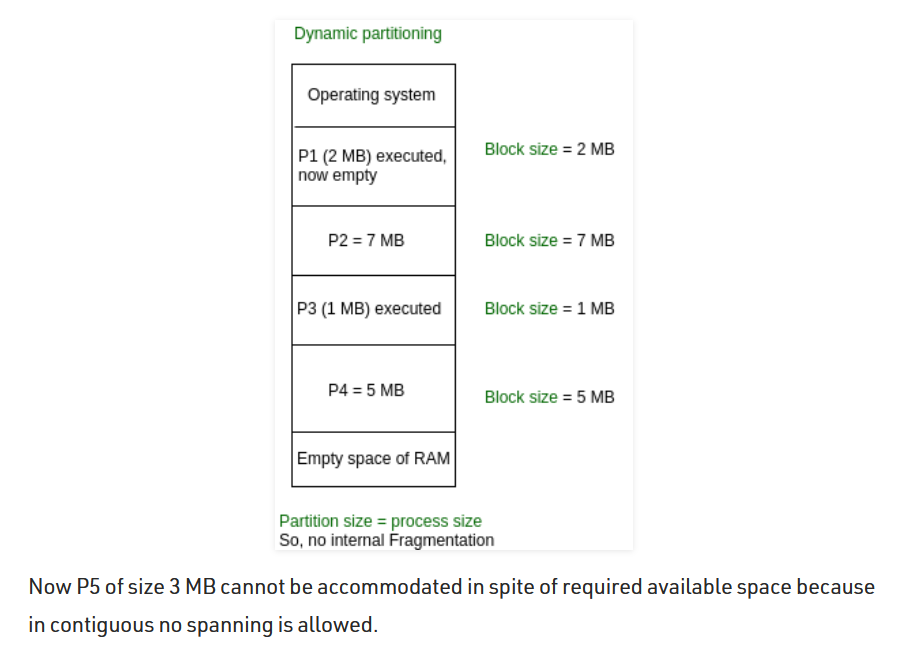 Dynamic partitioning
Operating system
P1 (2 MB) executed,
now empty
Block size = 2 MB
P2 = 7 MB
Block size = 7 MB
P3 (1 MB) executed
Block size = 1 MB
P4 = 5 MB
Block size = 5 MB
Empty space of RAM
Partition size = process size
So, no internal Fragmentation
Now P5 of size 3 MB cannot be accommodated in spite of required available space because
in contiguous no spanning is allowed.